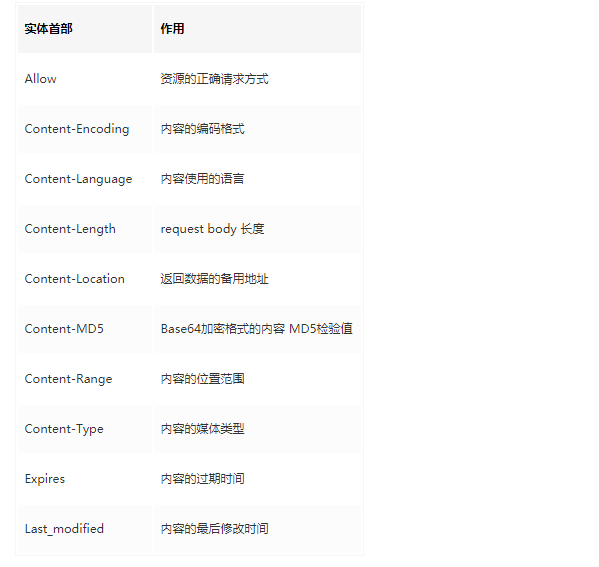 实体首部 作用
Allow 资源的正确请求方式
Content-Encoding 内容的编码格式
Content-Language 内容使用的语言
Content-Length request body 长度
Content-Location 返回数据的备用地址
Content-MD5 Base64加密格式的内容 MD5检验值
Content-Range 内容的位置范围
Content-Type 内容的媒体类型
Expires 内容的过期时间
Last_modified 内容的最后修改时间